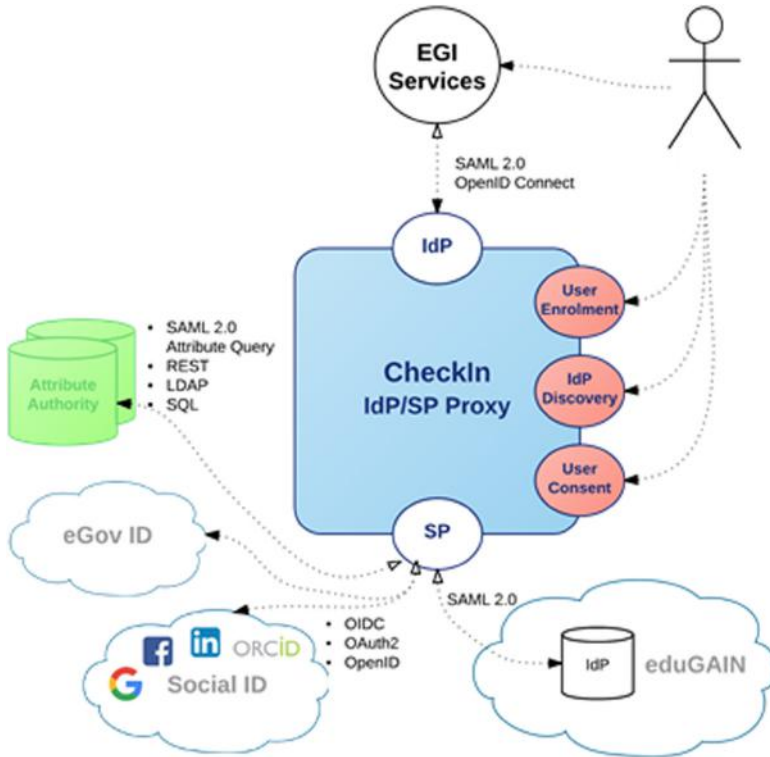 EGI
Services
SAML 2.0
OpenID Connect
IdP
User
Enrolment
• SAML 2.0
Attribute Query
• REST
• LDAP
• SQL
Attribute
Authority
CheckIn
IdP/SP Proxy
IdP
Discovery
User
Consent
SP
eGov ID
SAML 2.0
• OIDC
• OAuth2
• OpenID
f
in
ORCiD
G
Social ID
IdP
eduGAIN